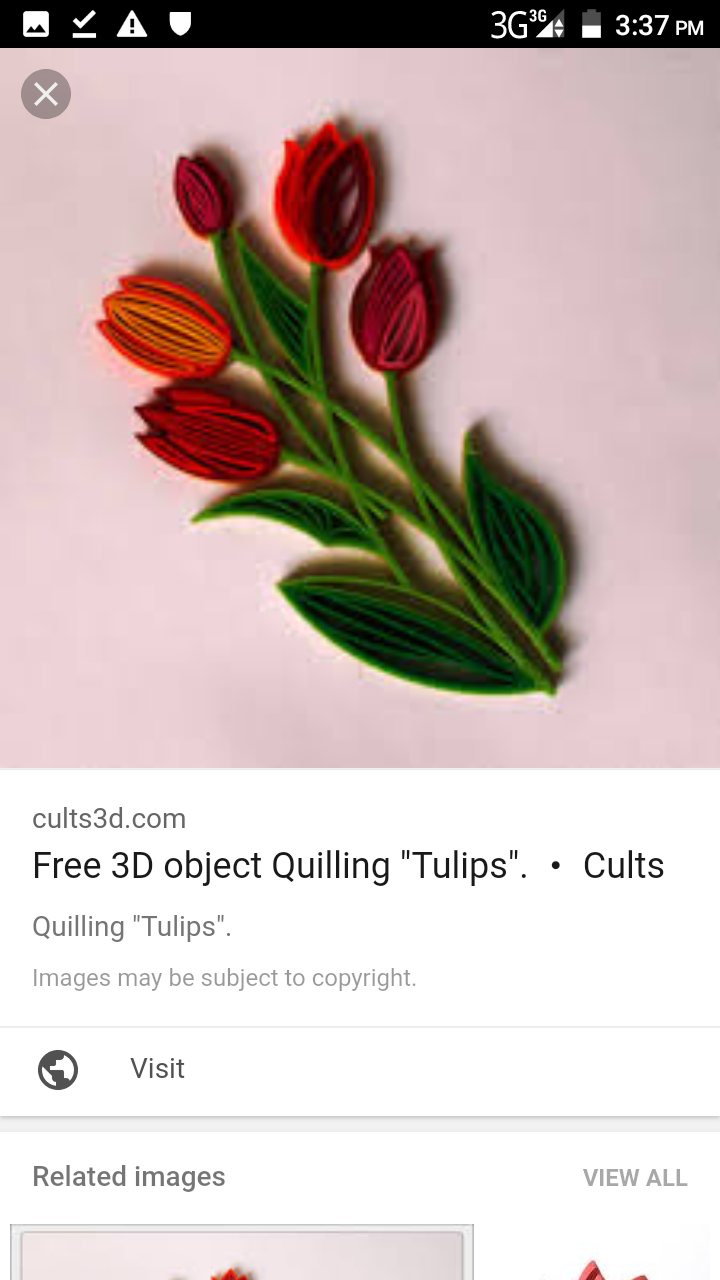 3G 3G 3:37 PM
cults3d.com
Free 3D object Quilling "Tulips". • Cults
Quilling "Tulips".
Images may be subject to copyright.
Visit
Related images VIEW ALL